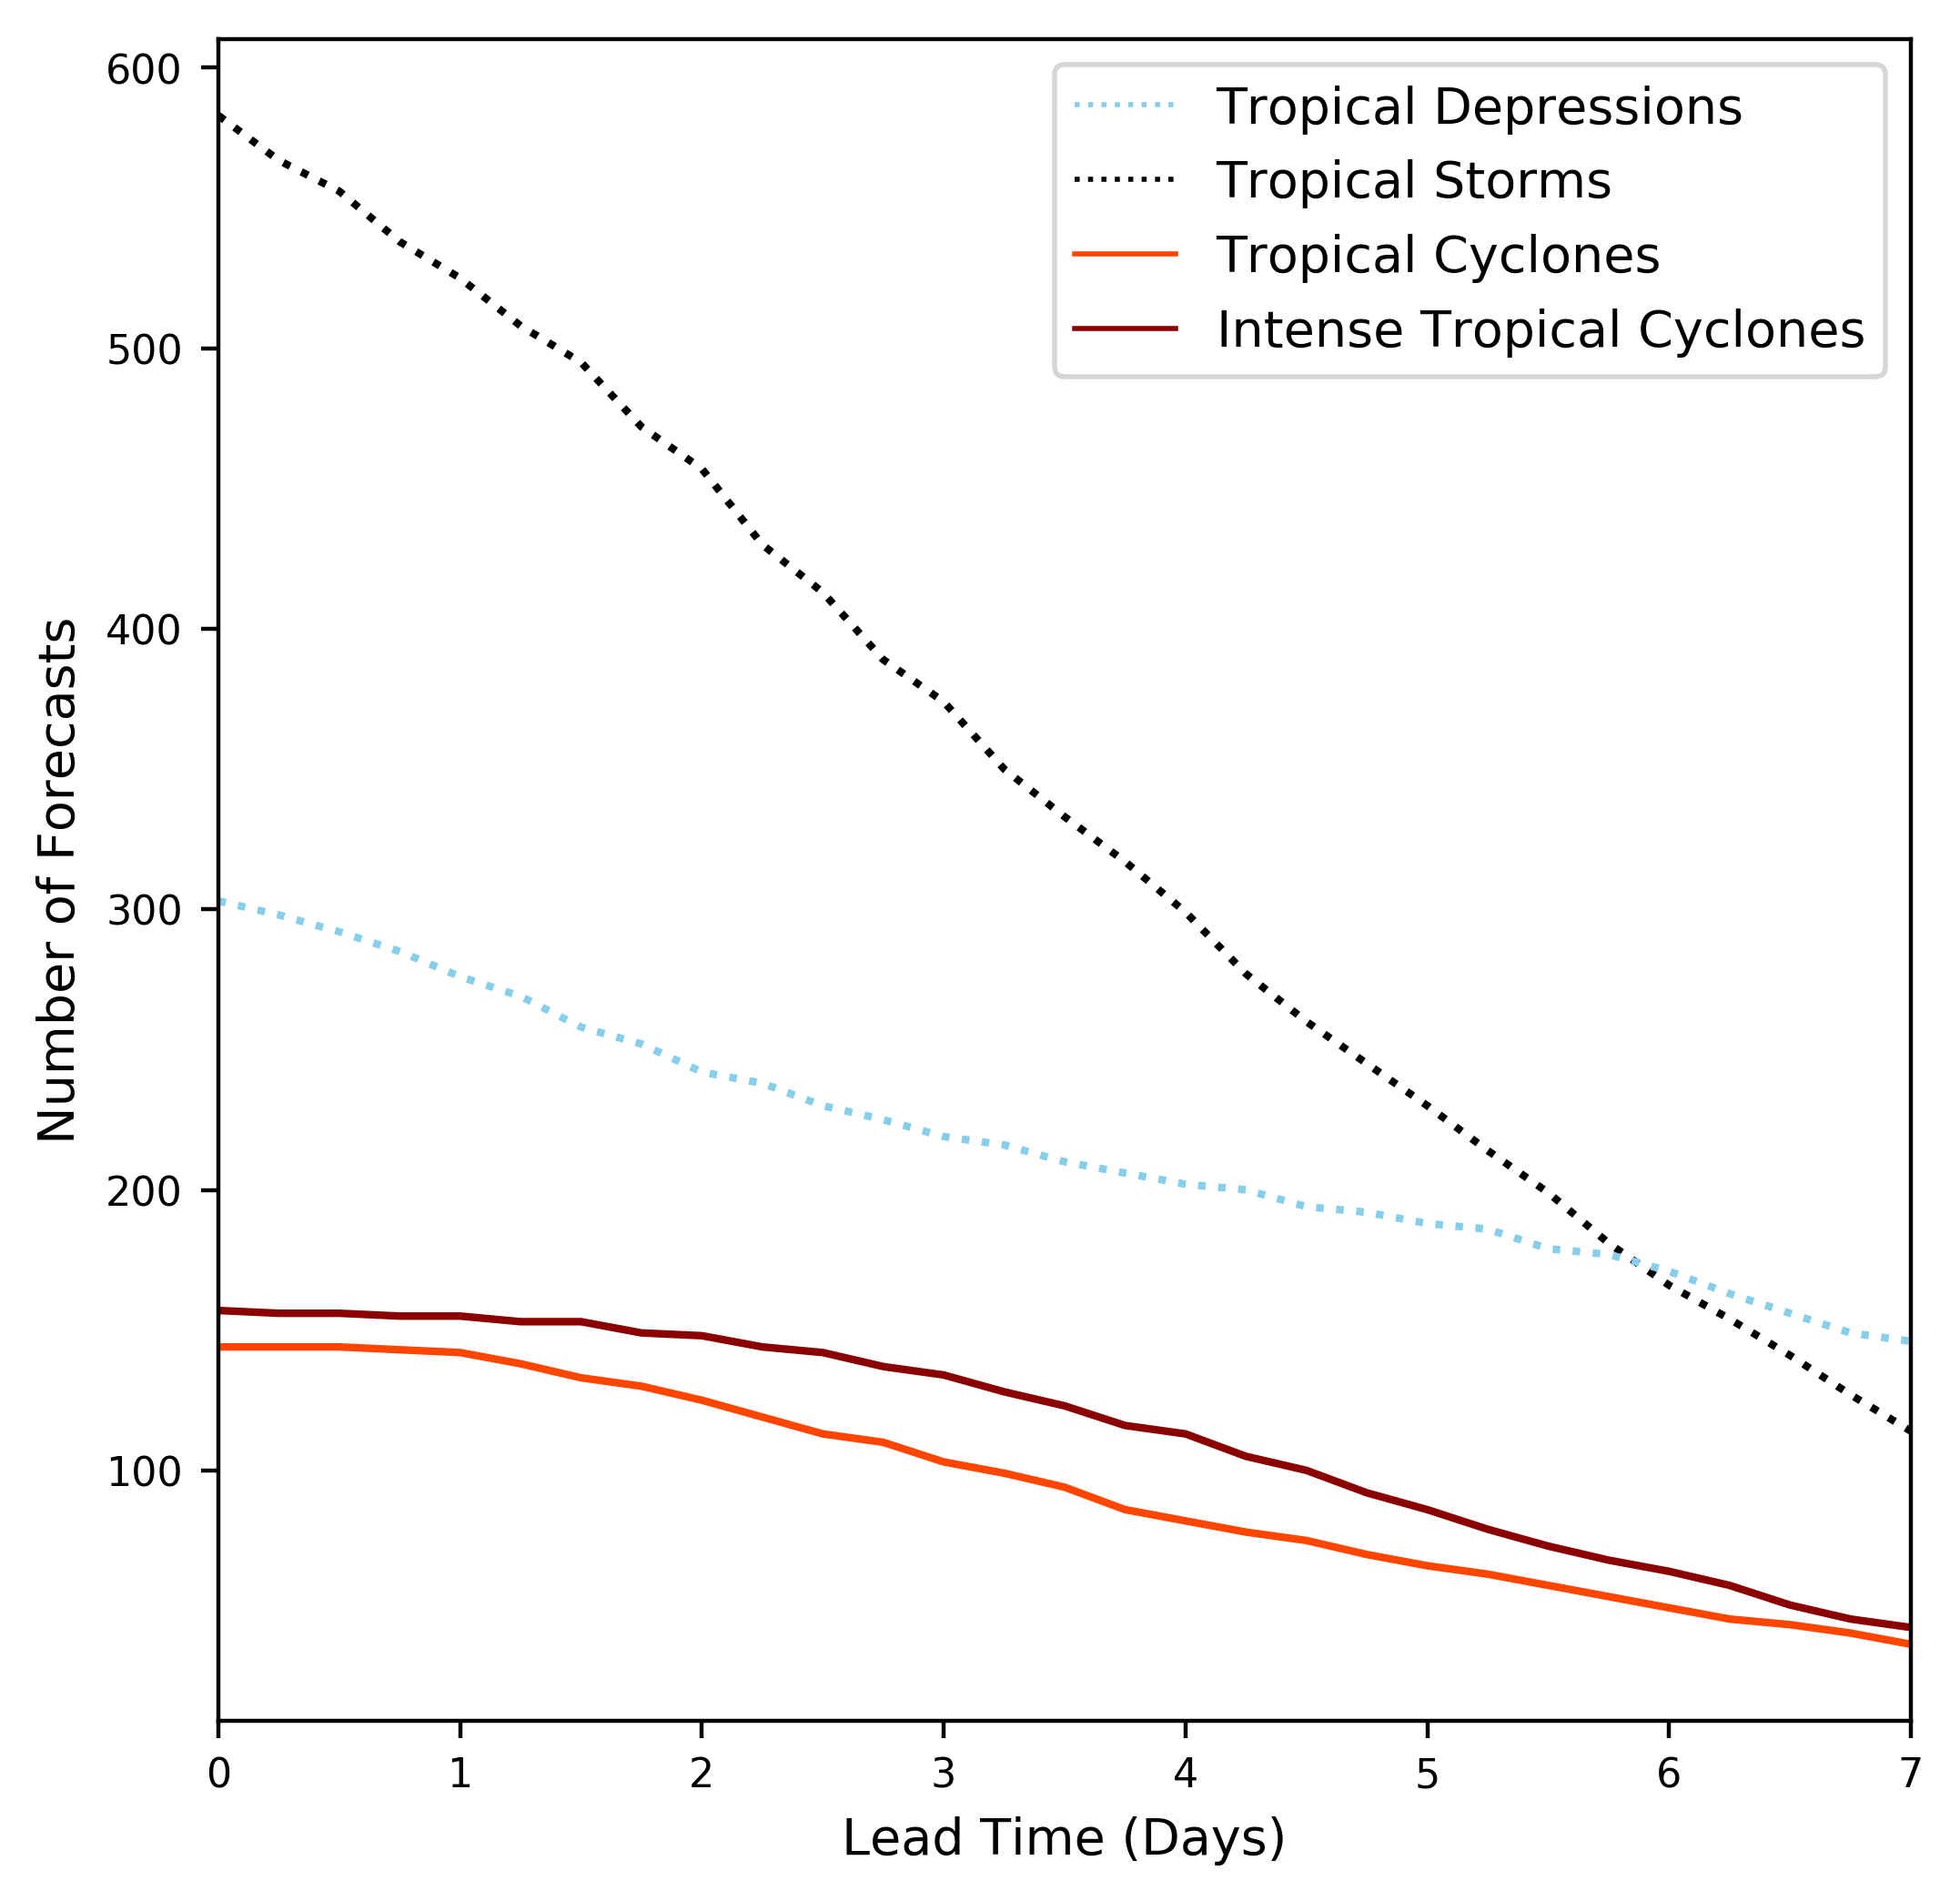 600
500
400
300
200
100
Number of Forecasts
Tropical Depressions
Tropical Storms
Tropical Cyclones
Intense Tropical Cyclones
0 1 2 3 4 5 6 7
Lead Time (Days)